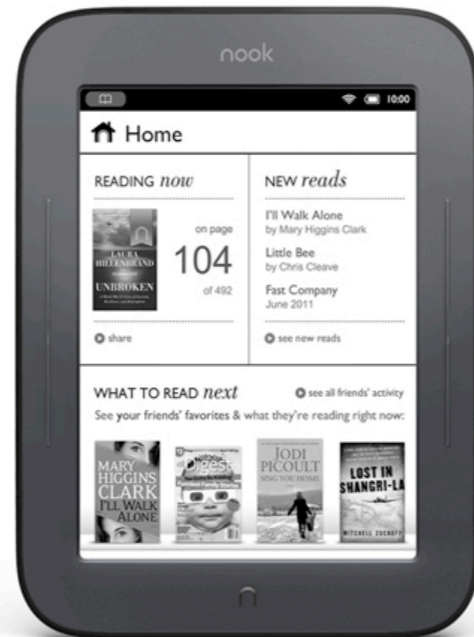 nook
10:00
Home
READING now
LAURA
HILLENBRAND
UNBROKEN
on page
104
of 492
share
NEW reads
I'll Walk Alone
by Mary Higgins Clark
Little Bee
by Chris Cleave
Fast Company
June 2011
see new reads
WHAT TO READ next
see all friends' activity
See your friends' favorites & what they're reading right now:
MARY
HIGGINS
CLARK
I'LL WALK
ALONE
Digest
JODI
PICOULT
SING YOU HOME
LOST IN
SHANGRI-LA
MITCHELL ZUCKOFF